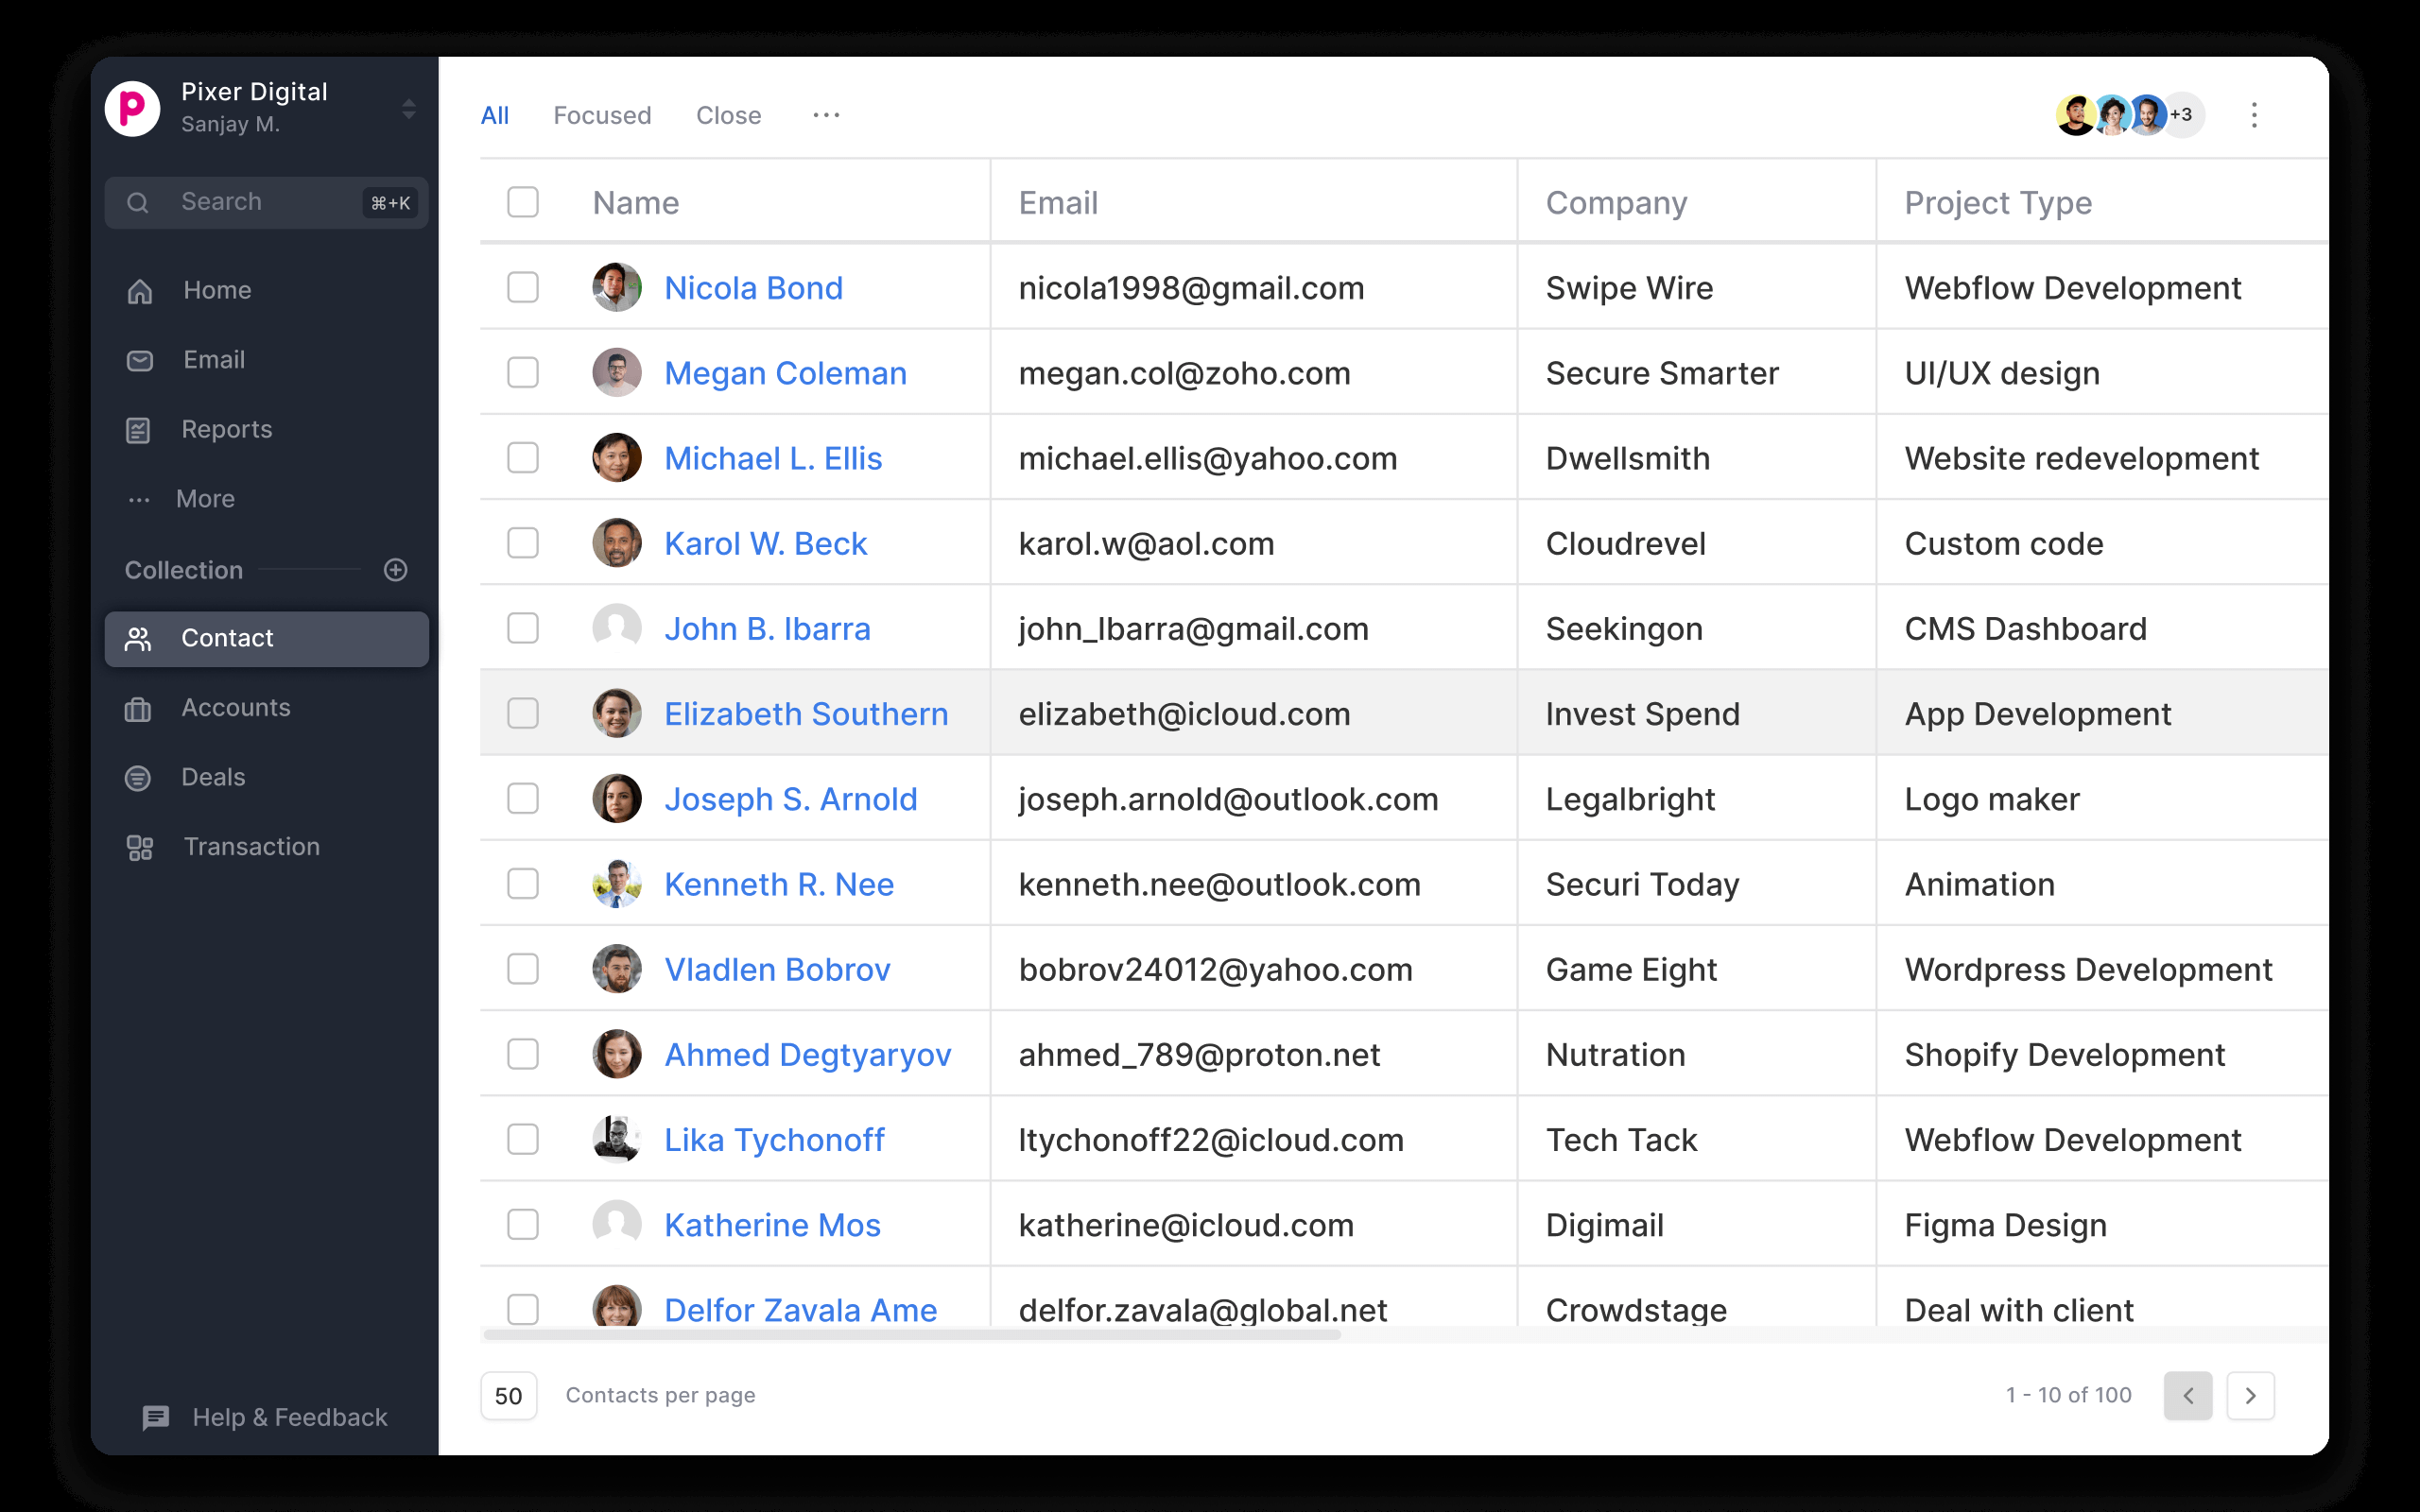 Pixer Digital
Sanjay M.
Search ⌘+K
Home
Email
Reports
More
Collection
Contact
Accounts
Deals
Transaction
Help & Feedback
All Focused Close +3
Name Email Company Project Type
Nicola Bond nicola1998@gmail.com Swipe Wire Webflow Development
Megan Coleman megan.col@zoho.com Secure Smarter UI/UX design
Michael L. Ellis michael.ellis@yahoo.com Dwellsmith Website redevelopment
Karol W. Beck karol.w@aol.com Cloudrevel Custom code
John B. Ibarra john_Ibarra@gmail.com Seekingon CMS Dashboard
Elizabeth Southern elizabeth@icloud.com Invest Spend App Development
Joseph S. Arnold joseph.arnold@outlook.com Legalbright Logo maker
Kenneth R. Nee kenneth.nee@outlook.com Securi Today Animation
Vladlen Bobrov bobrov24012@yahoo.com Game Eight Wordpress Development
Ahmed Degtyaryov ahmed_789@proton.net Nutration Shopify Development
Lika Tychonoff ltychonoff22@icloud.com Tech Tack Webflow Development
Katherine Mos katherine@icloud.com Digimail Figma Design
Delfor Zavala Ame delfor.zavala@global.net Crowdstage Deal with client
50 Contacts per page 1 - 10 of 100